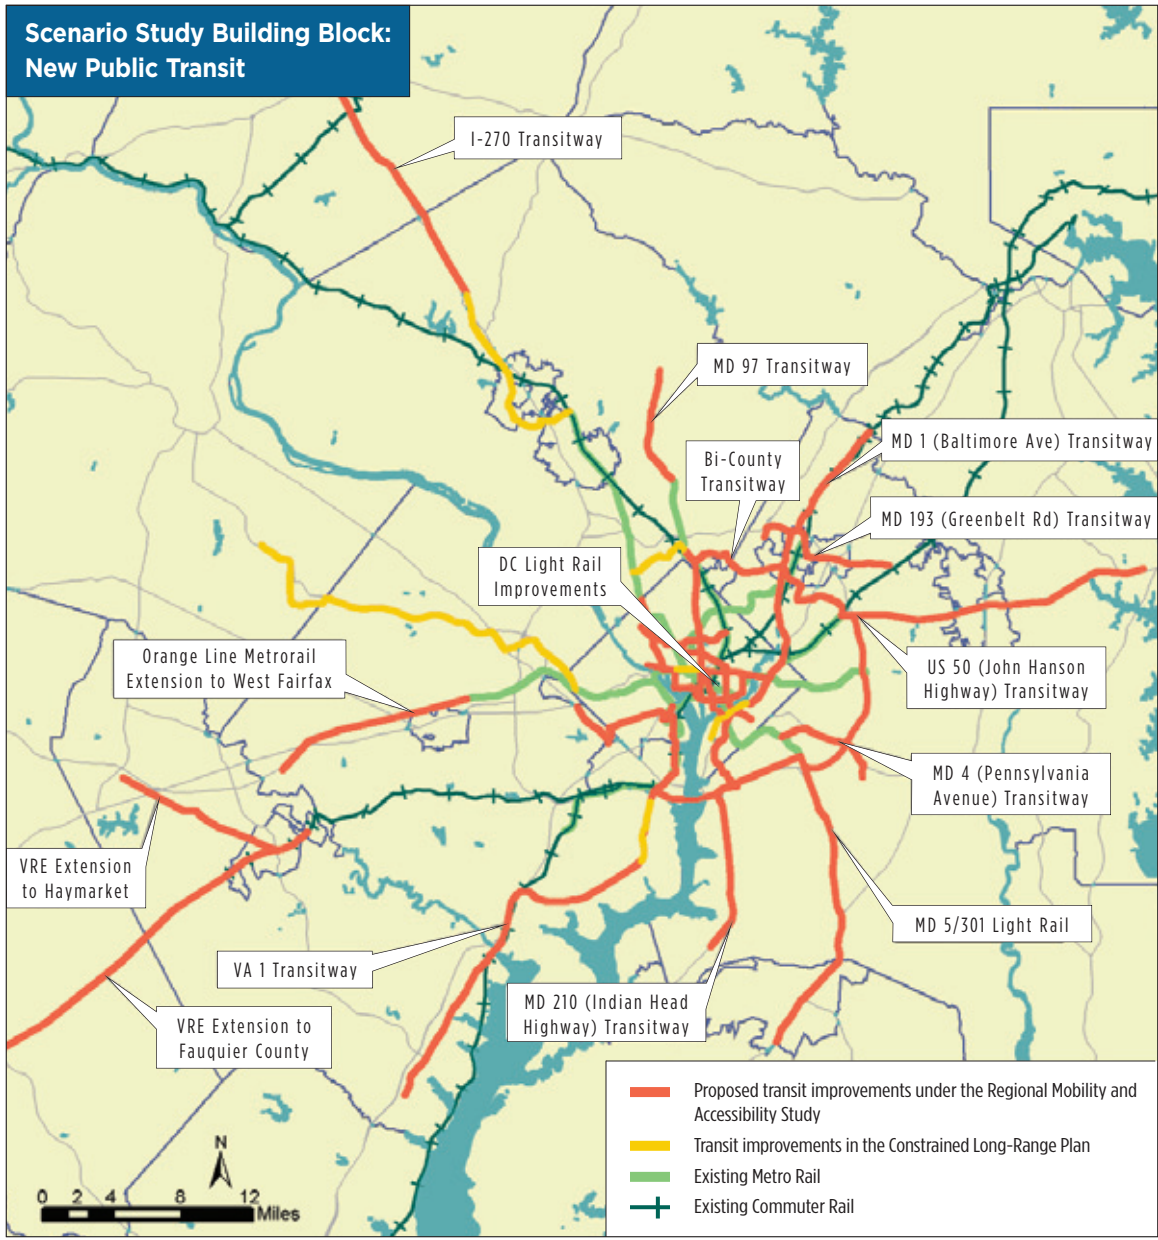 Scenario Study Building Block:
New Public Transit
I-270 Transitway
MD 97 Transitway
MD 1 (Baltimore Ave) Transitway
Bi-County
Transitway
MD 193 (Greenbelt Rd) Transitway
DC Light Rail
Improvements
Orange Line Metrorail
Extension to West Fairfax
US 50 (John Hanson
Highway) Transitway
MD 4 (Pennsylvania
Avenue) Transitway
VRE Extension
to Haymarket
MD 5/301 Light Rail
VA 1 Transitway
MD 210 (Indian Head
Highway) Transitway
VRE Extension to
Fauquier County
Proposed transit improvements under the Regional Mobility and
Accessibility Study
Transit improvements in the Constrained Long-Range Plan
Existing Metro Rail
Existing Commuter Rail
N
0 2 4 8 12
Miles